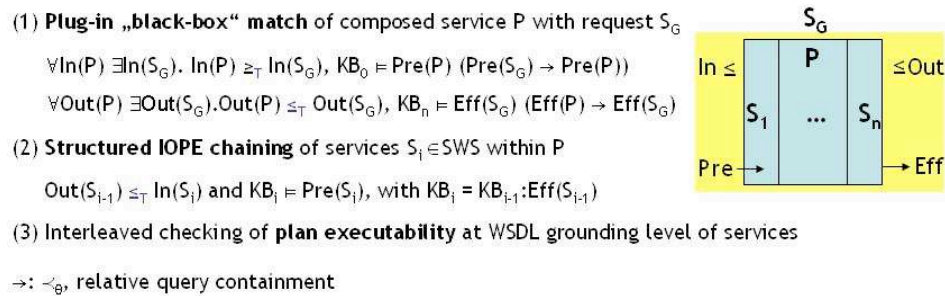 (1) Plug-in „black-box“ match of composed service P with request S_G
∀In(P) ∃In(S_G). In(P) ≥_T In(S_G), KB_0 ⊨ Pre(P) (Pre(S_G) → Pre(P))
∀Out(P) ∃Out(S_G).Out(P) ≤_T Out(S_G), KB_n ⊨ Eff(S_G) (Eff(P) → Eff(S_G)
(2) Structured IOPE chaining of services S_i ∈SWS within P
Out(S_{i-1}) ≤_T In(S_i) and KB_i ⊨ Pre(S_i), with KB_i = KB_{i-1}:Eff(S_{i-1})
(3) Interleaved checking of plan executability at WSDL grounding level of services
→: ≺_θ, relative query containment
S_G
In ≤
P
≤Out
S_1
...
S_n
Pre
Eff